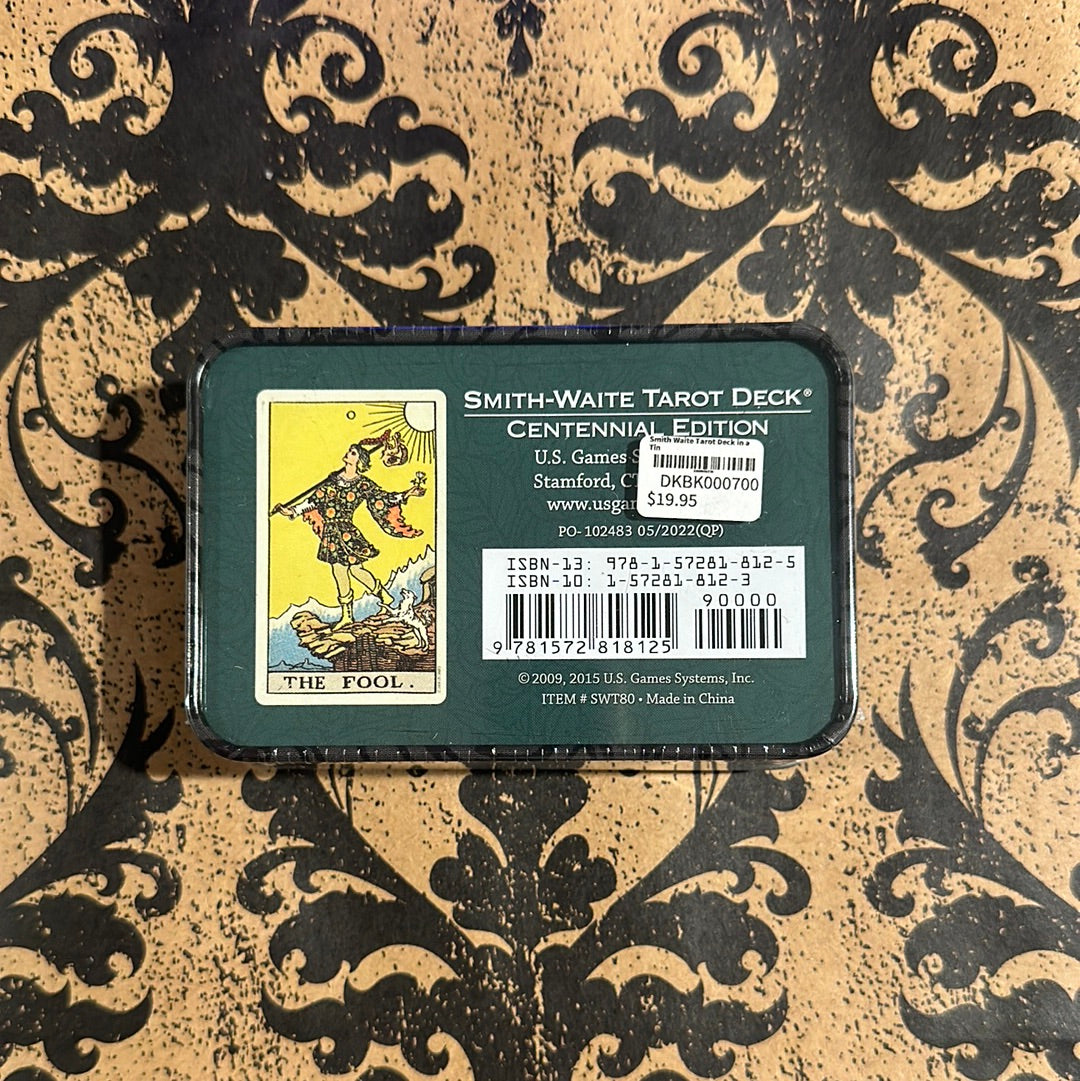 THE FOOL.
SMITH-WAITE TAROT DECK®
CENTENNIAL EDITION
U.S. Games
Stamford,
PO- 102483 05/2022(QP)
Smith Waite Tarot Deck in a
Tin
DKBK000700
$19.95
ISBN-13: 978-1-57281-812-5
ISBN-10: 1-57281-812-3
90000
9 781572 818125
© 2009, 2015 U.S. Games Systems, Inc.
ITEM # SWT80 • Made in China